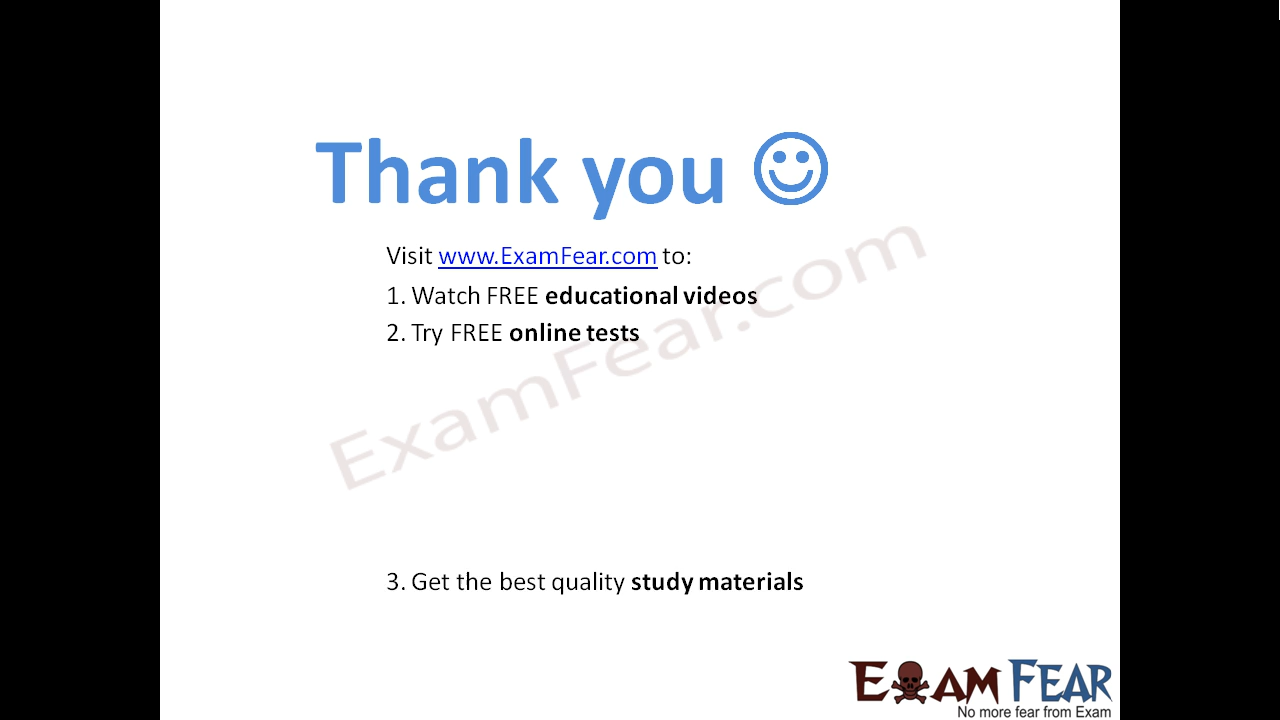 Thank you ☺
Visit www.ExamFear.com to:
1. Watch FREE educational videos
2. Try FREE online tests
ExamFear.com
3. Get the best quality study materials
EXAM FEAR
No more fear from Exam